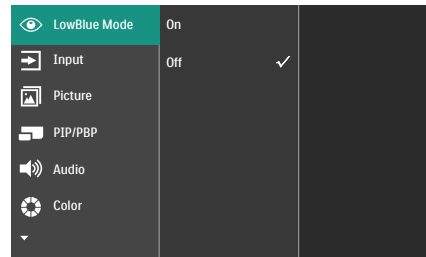 LowBlue Mode
On
Input
Off
Picture
PIP/PBP
Audio
Color